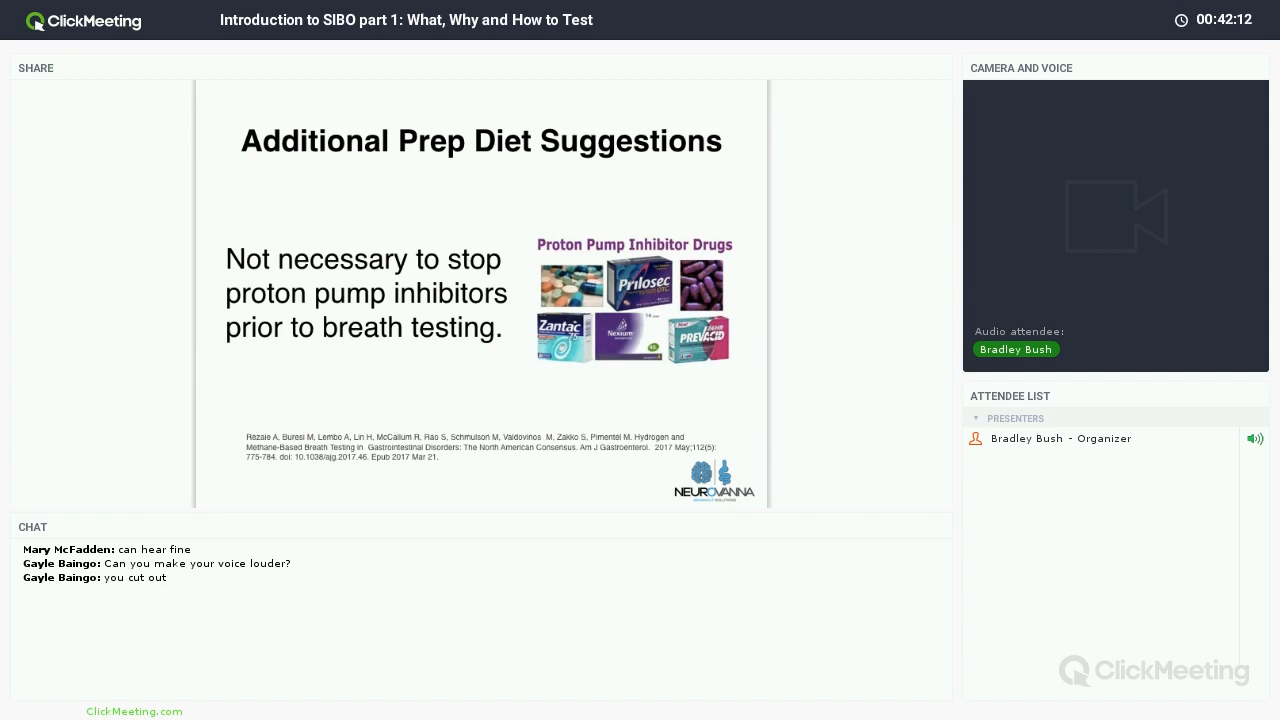 ClickMeeting
Introduction to SIBO part 1: What, Why and How to Test
00:42:12
SHARE
Additional Prep Diet Suggestions
Not necessary to stop
proton pump inhibitors
prior to breath testing.
Proton Pump Inhibitor Drugs
Prilosec
OTC
Zantac
75
Nexium
24HR
PREVACID
Rezaie A, Buresi M, Lembo A, Lin H, McCallum R, Rao S, Schmulson M, Valdovinos M, Zakko S, Pimentel M. Hydrogen and
Methane-Based Breath Testing in Gastrointestinal Disorders: The North American Consensus. Am J Gastroenterol. 2017 May;112(5):
775-784. doi: 10.1038/ajg.2017.46. Epub 2017 Mar 21.
NEUROVANNA
CHAT
Mary McFadden: can hear fine
Gayle Baingo: Can you make your voice louder?
Gayle Baingo: you cut out
ClickMeeting.com
CAMERA AND VOICE
Audio attendee:
Bradley Bush
ATTENDEE LIST
PRESENTERS
Bradley Bush - Organizer
ClickMeeting